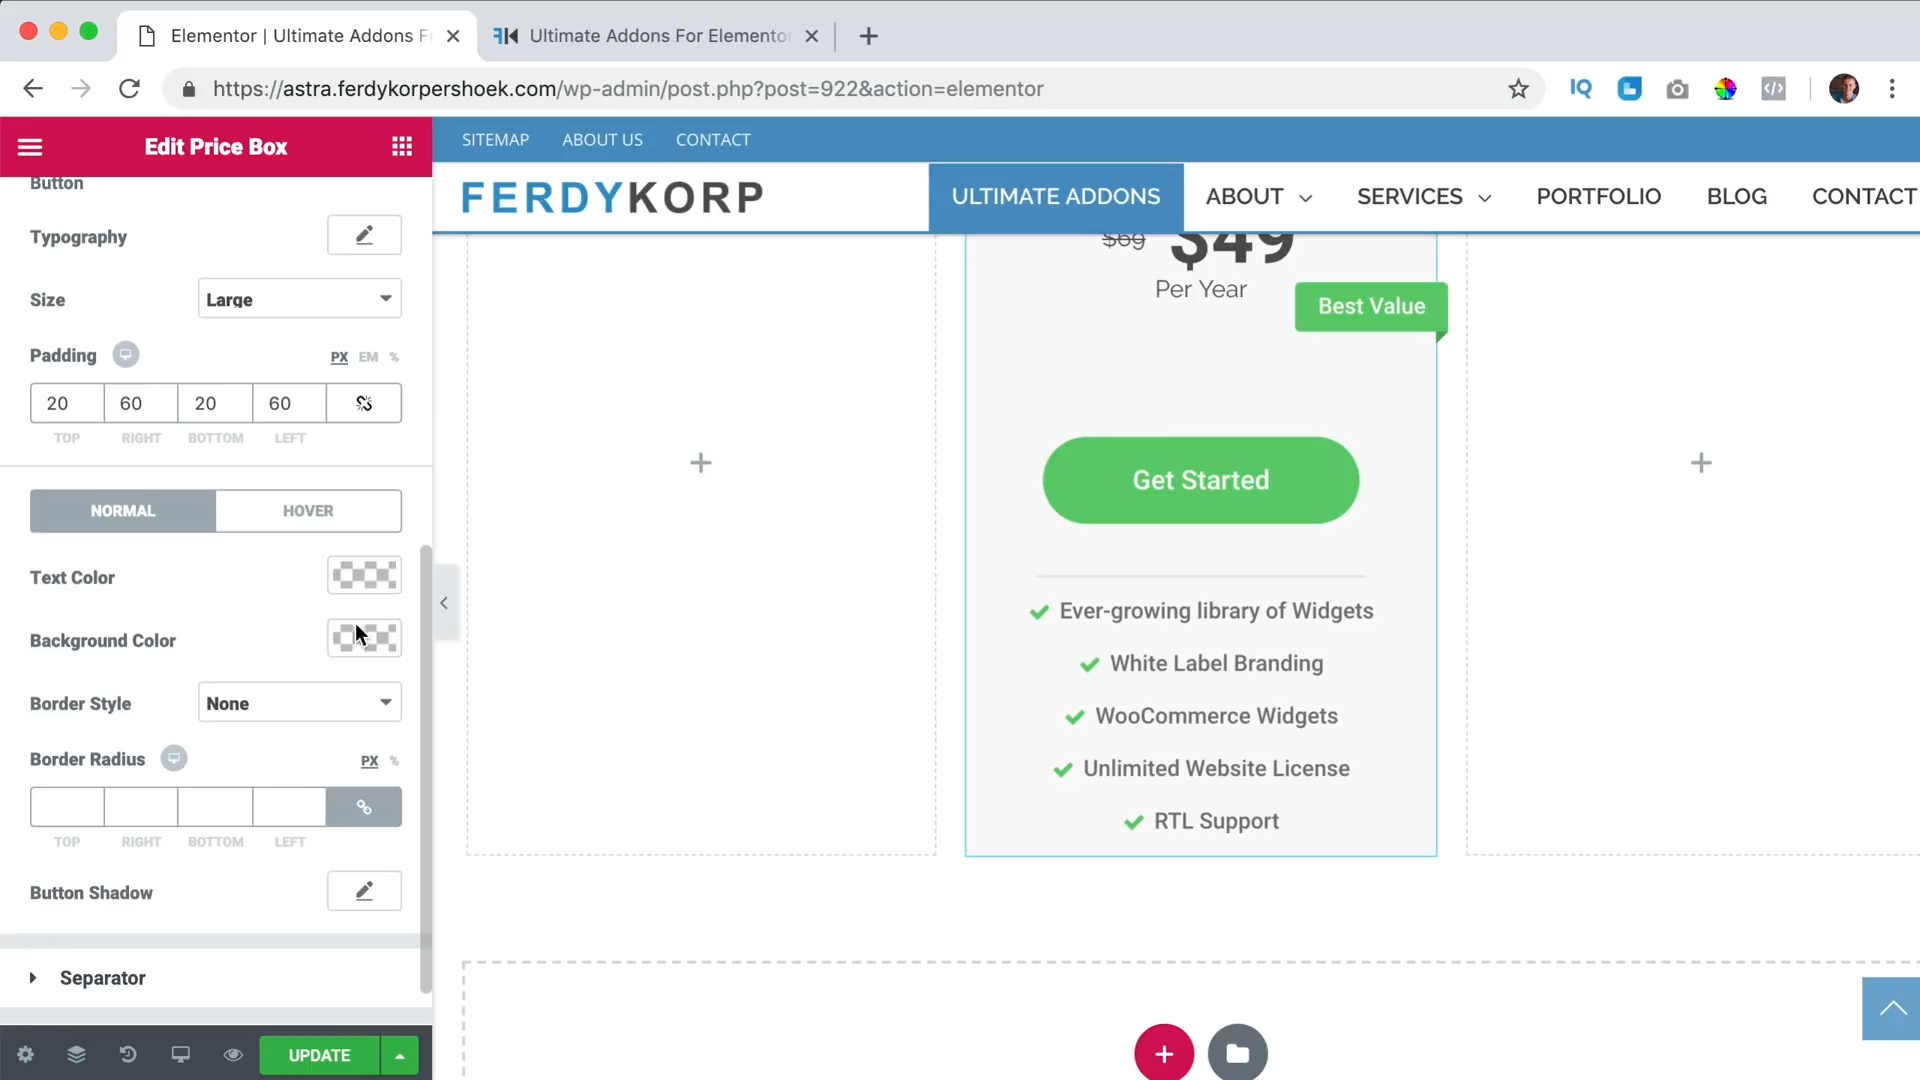 Elementor | Ultimate Addons F
Ultimate Addons For Elemento
https://astra.ferdykorpershoek.com/wp-admin/post.php?post=922&action=elementor
IQ
Edit Price Box
Button
Typography
Size
Large
Padding
PX EM %
20 60 20 60
TOP RIGHT BOTTOM LEFT
NORMAL HOVER
Text Color
Background Color
Border Style
None
Border Radius
PX %
TOP RIGHT BOTTOM LEFT
Button Shadow
Separator
UPDATE
SITEMAP ABOUT US CONTACT
FERDYKORP
ULTIMATE ADDONS ABOUT SERVICES PORTFOLIO BLOG CONTACT
$69 $49
Per Year
Best Value
Get Started
Ever-growing library of Widgets
White Label Branding
WooCommerce Widgets
Unlimited Website License
RTL Support